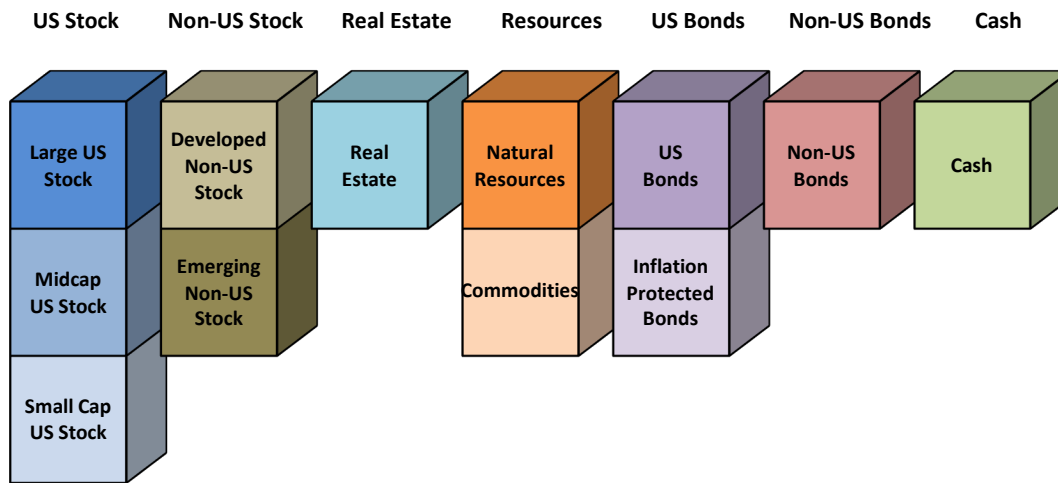 US Stock
Non-US Stock
Real Estate
Resources
US Bonds
Non-US Bonds
Cash
Large US
Stock
Developed
Non-US
Stock
Real
Estate
Natural
Resources
US
Bonds
Non-US
Bonds
Cash
Midcap
US Stock
Emerging
Non-US
Stock
Commodities
Inflation
Protected
Bonds
Small Cap
US Stock